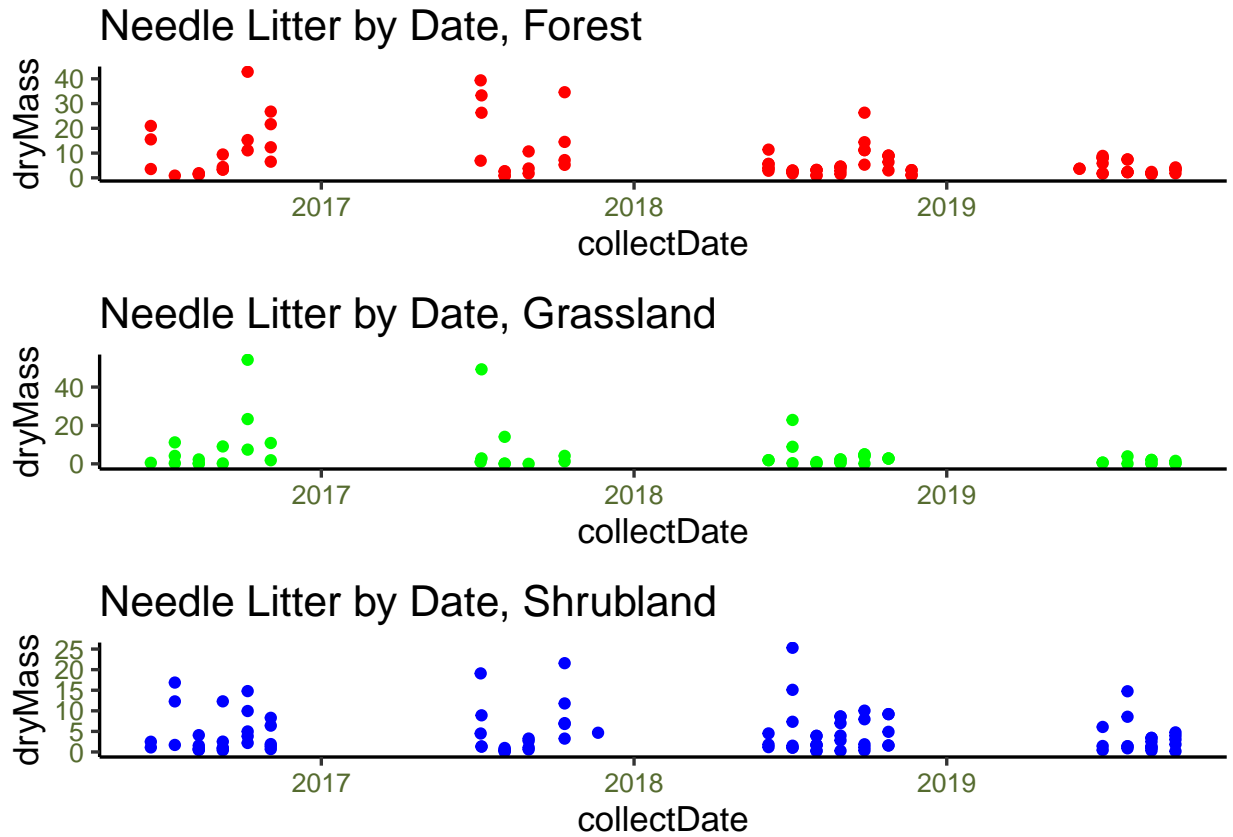 Needle Litter by Date, Forest
dryMass
40
30
20
10
0
2017 2018 2019
collectDate
Needle Litter by Date, Grassland
dryMass
40
20
0
2017 2018 2019
collectDate
Needle Litter by Date, Shrubland
dryMass
25
20
15
10
5
0
2017 2018 2019
collectDate